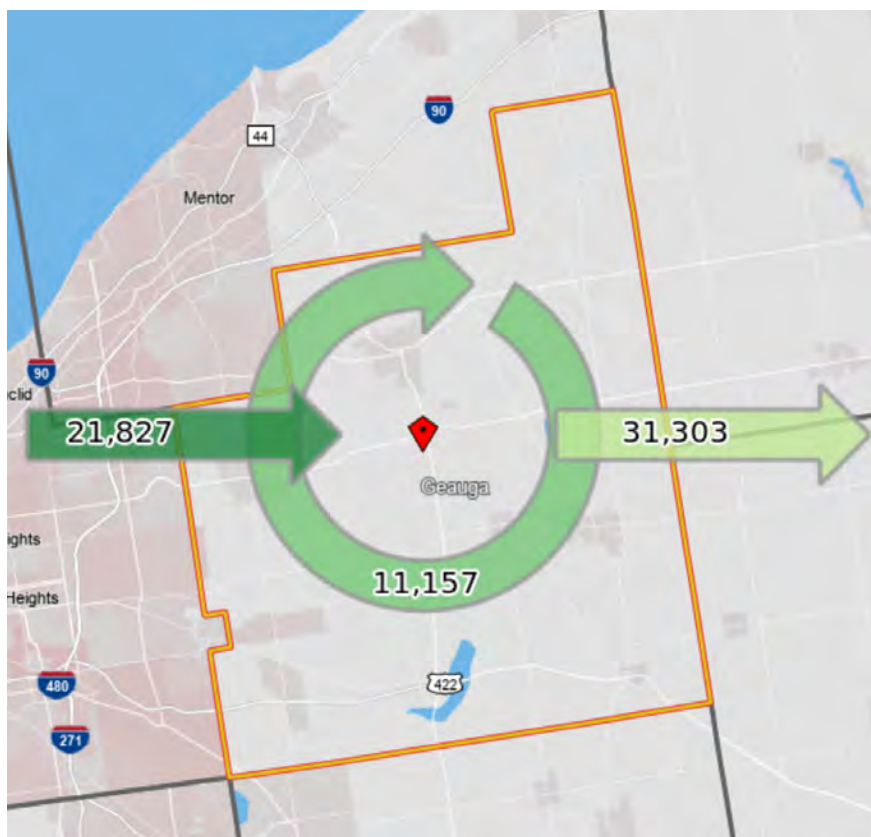 90
44
Mentor
90
clid
21,827
31,303
Geauga
ights
11,157
Heights
480
422
271